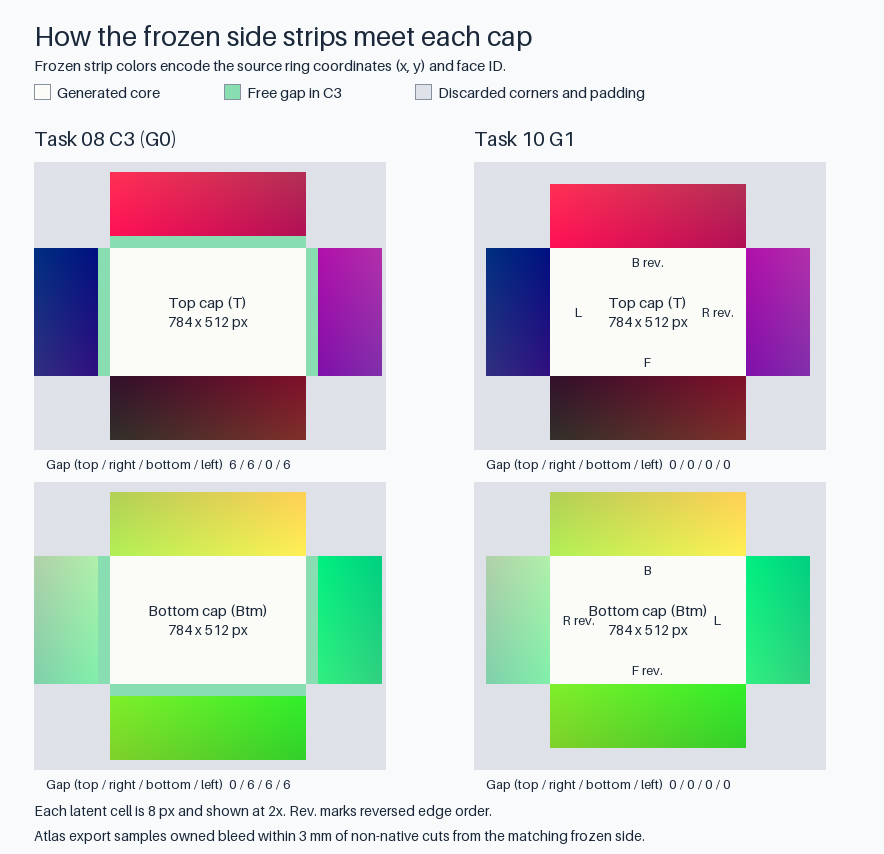 How the frozen side strips meet each cap
Frozen strip colors encode the source ring coordinates (x, y) and face ID.
Generated core
Free gap in C3
Discarded corners and padding
Task 08 C3 (G0)
Task 10 G1
Top cap (T)
784 x 512 px
B rev.
L
Top cap (T)
784 x 512 px
R rev.
F
Gap (top / right / bottom / left)  6 / 6 / 0 / 6
Gap (top / right / bottom / left)  0 / 0 / 0 / 0
Bottom cap (Btm)
784 x 512 px
B
R rev.
Bottom cap (Btm)
784 x 512 px
L
F rev.
Gap (top / right / bottom / left)  0 / 6 / 6 / 6
Gap (top / right / bottom / left)  0 / 0 / 0 / 0
Each latent cell is 8 px and shown at 2x. Rev. marks reversed edge order.
Atlas export samples owned bleed within 3 mm of non-native cuts from the matching frozen side.